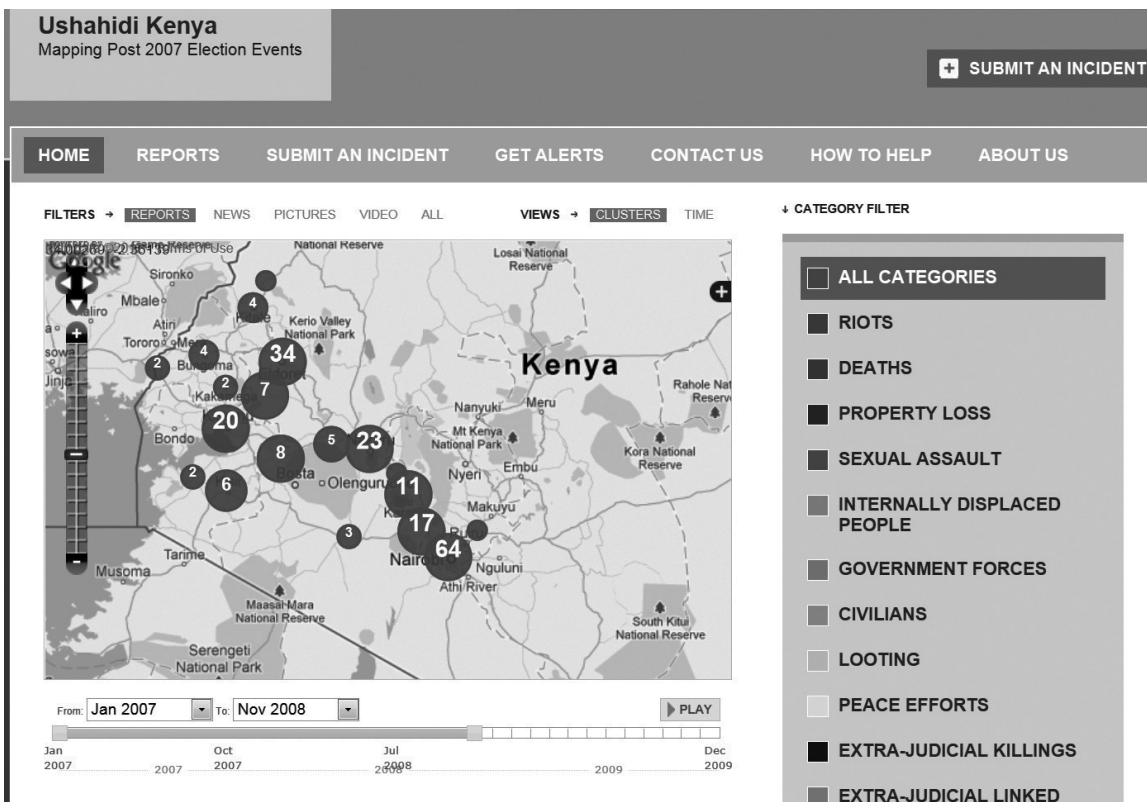 Ushahidi Kenya
Mapping Post 2007 Election Events
SUBMIT AN INCIDENT
HOME REPORTS SUBMIT AN INCIDENT GET ALERTS CONTACT US HOW TO HELP ABOUT US
FILTERS → REPORTS NEWS PICTURES VIDEO ALL VIEWS → CLUSTERS TIME
↓ CATEGORY FILTER
Google
National Reserve
Losai National
Reserve
Sironko
Mbale
4
Kerio Valley
National Park
Atiri
Tororo
4
34
2
Bungoma
Kenya
Jinja
2
7
Rahole Nat
Reserv
Nanyuki Meru
20
Mt Kenya
National Park
Bondo
5
23
Kora National
Reserve
8
Nyeri
Embu
2
6
11
Makuyu
17
3
64
Tarime
Nguluni
Musoma
Athi River
Maasai Mara
National Reserve
South Kitui
National Reserve
Serengeti
National Park
From: Jan 2007 To: Nov 2008 PLAY
Jan Oct Jul Dec
2007 2007 2008 2009
2007 2008 2009
ALL CATEGORIES
RIOTS
DEATHS
PROPERTY LOSS
SEXUAL ASSAULT
INTERNALLY DISPLACED
PEOPLE
GOVERNMENT FORCES
CIVILIANS
LOOTING
PEACE EFFORTS
EXTRA-JUDICIAL KILLINGS
EXTRA-JUDICIAL LINKED